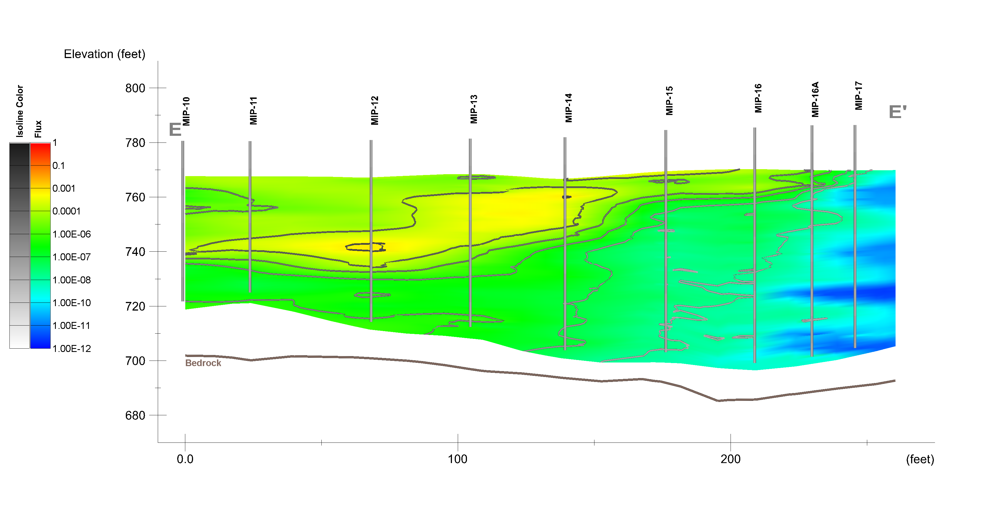 Elevation (feet)
800
780
760
740
720
700
680
Isoline Color
Flux
1
0.1
0.001
0.0001
1.00E-06
1.00E-07
1.00E-08
1.00E-10
1.00E-11
1.00E-12
E
MIP-10
MIP-11
MIP-12
MIP-13
MIP-14
MIP-15
MIP-16
MIP-16A
MIP-17
E'
Bedrock
0.0
100
200
(feet)